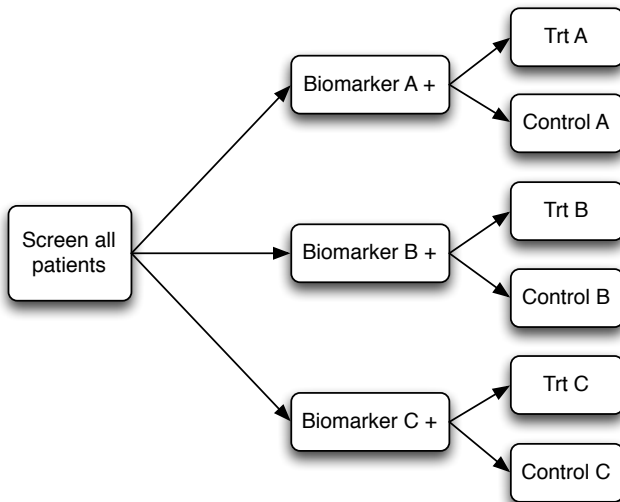 Trt A
Biomarker A +
Control A
Trt B
Screen all
patients
Biomarker B +
Control B
Trt C
Biomarker C +
Control C